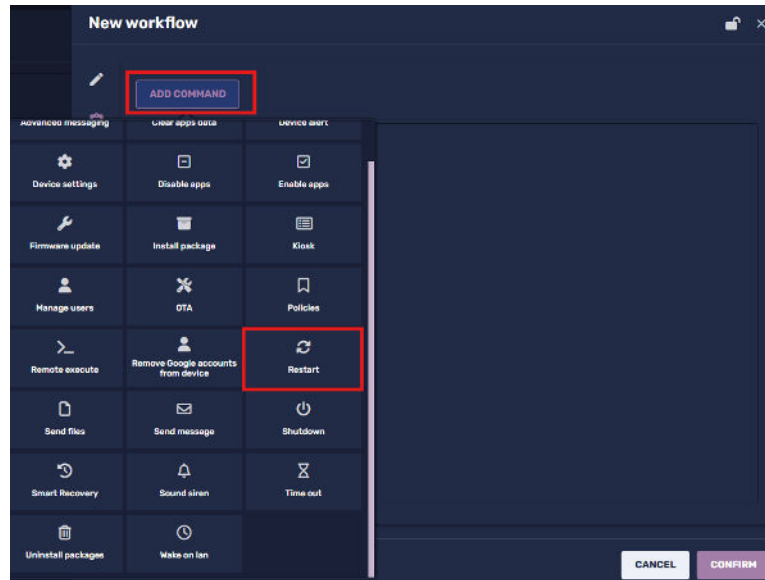 New workflow
ADD COMMAND
Advanced messaging
Clear apps data
Device alert
Device settings
Disable apps
Enable apps
Firmware update
Install package
Kiosk
Manage users
OTA
Policies
Remote execute
Remove Google accounts
from device
Restart
Send files
Send message
Shutdown
Smart Recovery
Sound siren
Time out
Uninstall packages
Wake on lan
CANCEL
CONFIRM